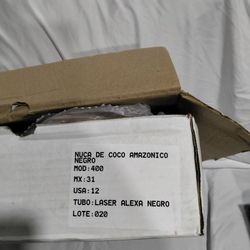 NUCA DE COCO AMAZONICO
NEGRO
MOD:400
MX:31
USA:12
TUBO:LASER ALEXA NEGRO
LOTE:020